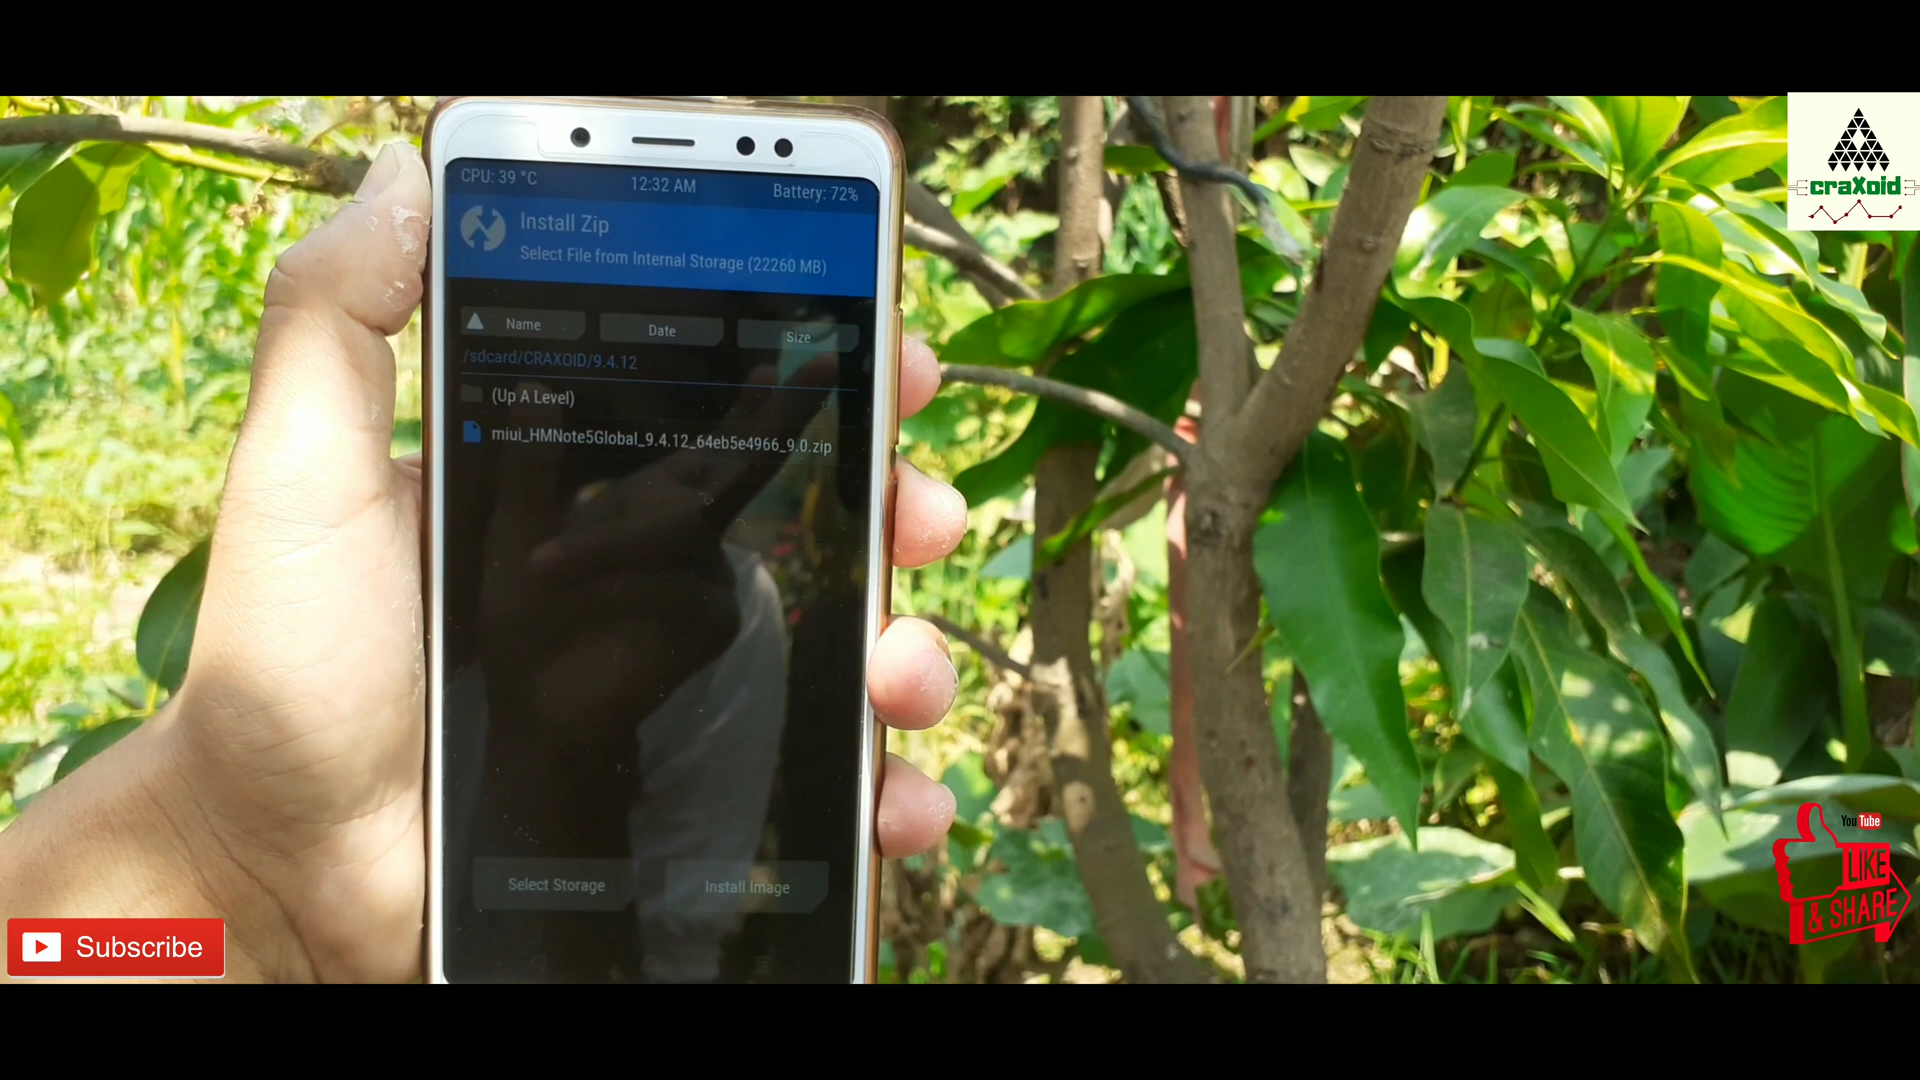 CPU: 39 °C
12:32 AM
Battery: 72%
Install Zip
Select File from Internal Storage (22260 MB)
Name
Date
Size
/sdcard/CRAXOID/9.4.12
(Up A Level)
miui_HMNote5Global_9.4.12_64eb5e4966_9.0.zip
Select Storage
Install Image
craXoid
YouTube
LIKE
& SHARE
Subscribe